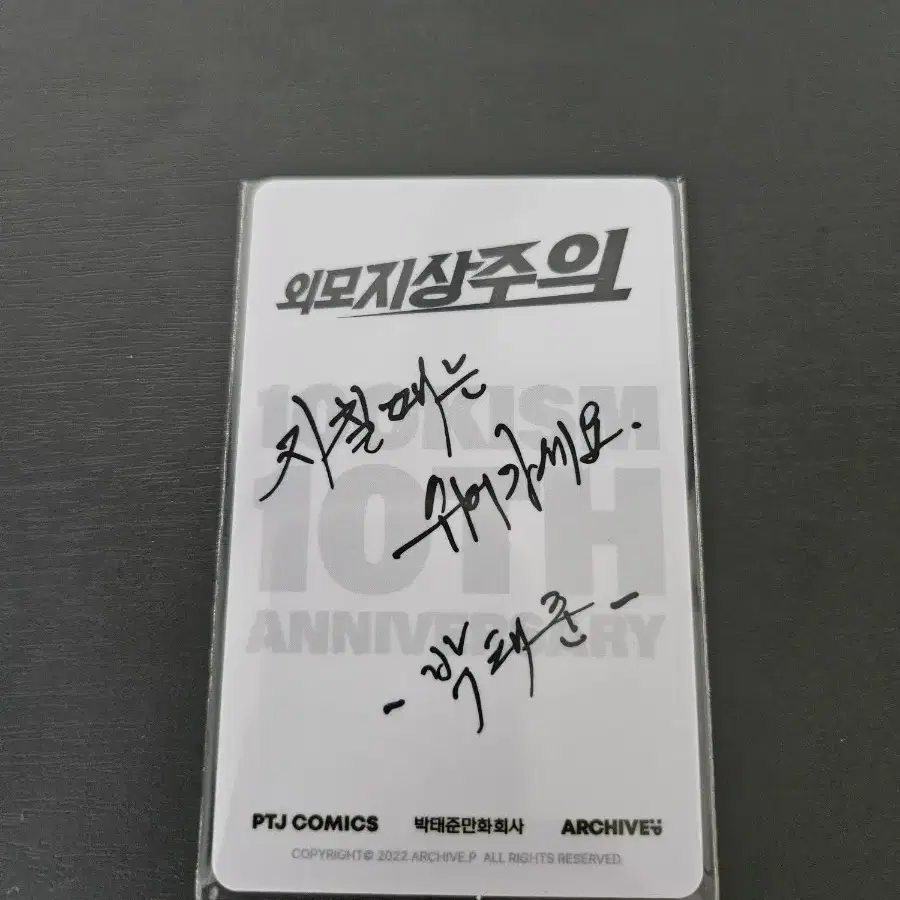 외모지상주의
100KISM
10TH
ANNIVERSARY
지칠때는
쉬어가세요.
- 박태준 -
PTJ COMICS 박태준만화회사 ARCHIVE.P
COPYRIGHT© 2022 ARCHIVE.P ALL RIGHTS RESERVED.